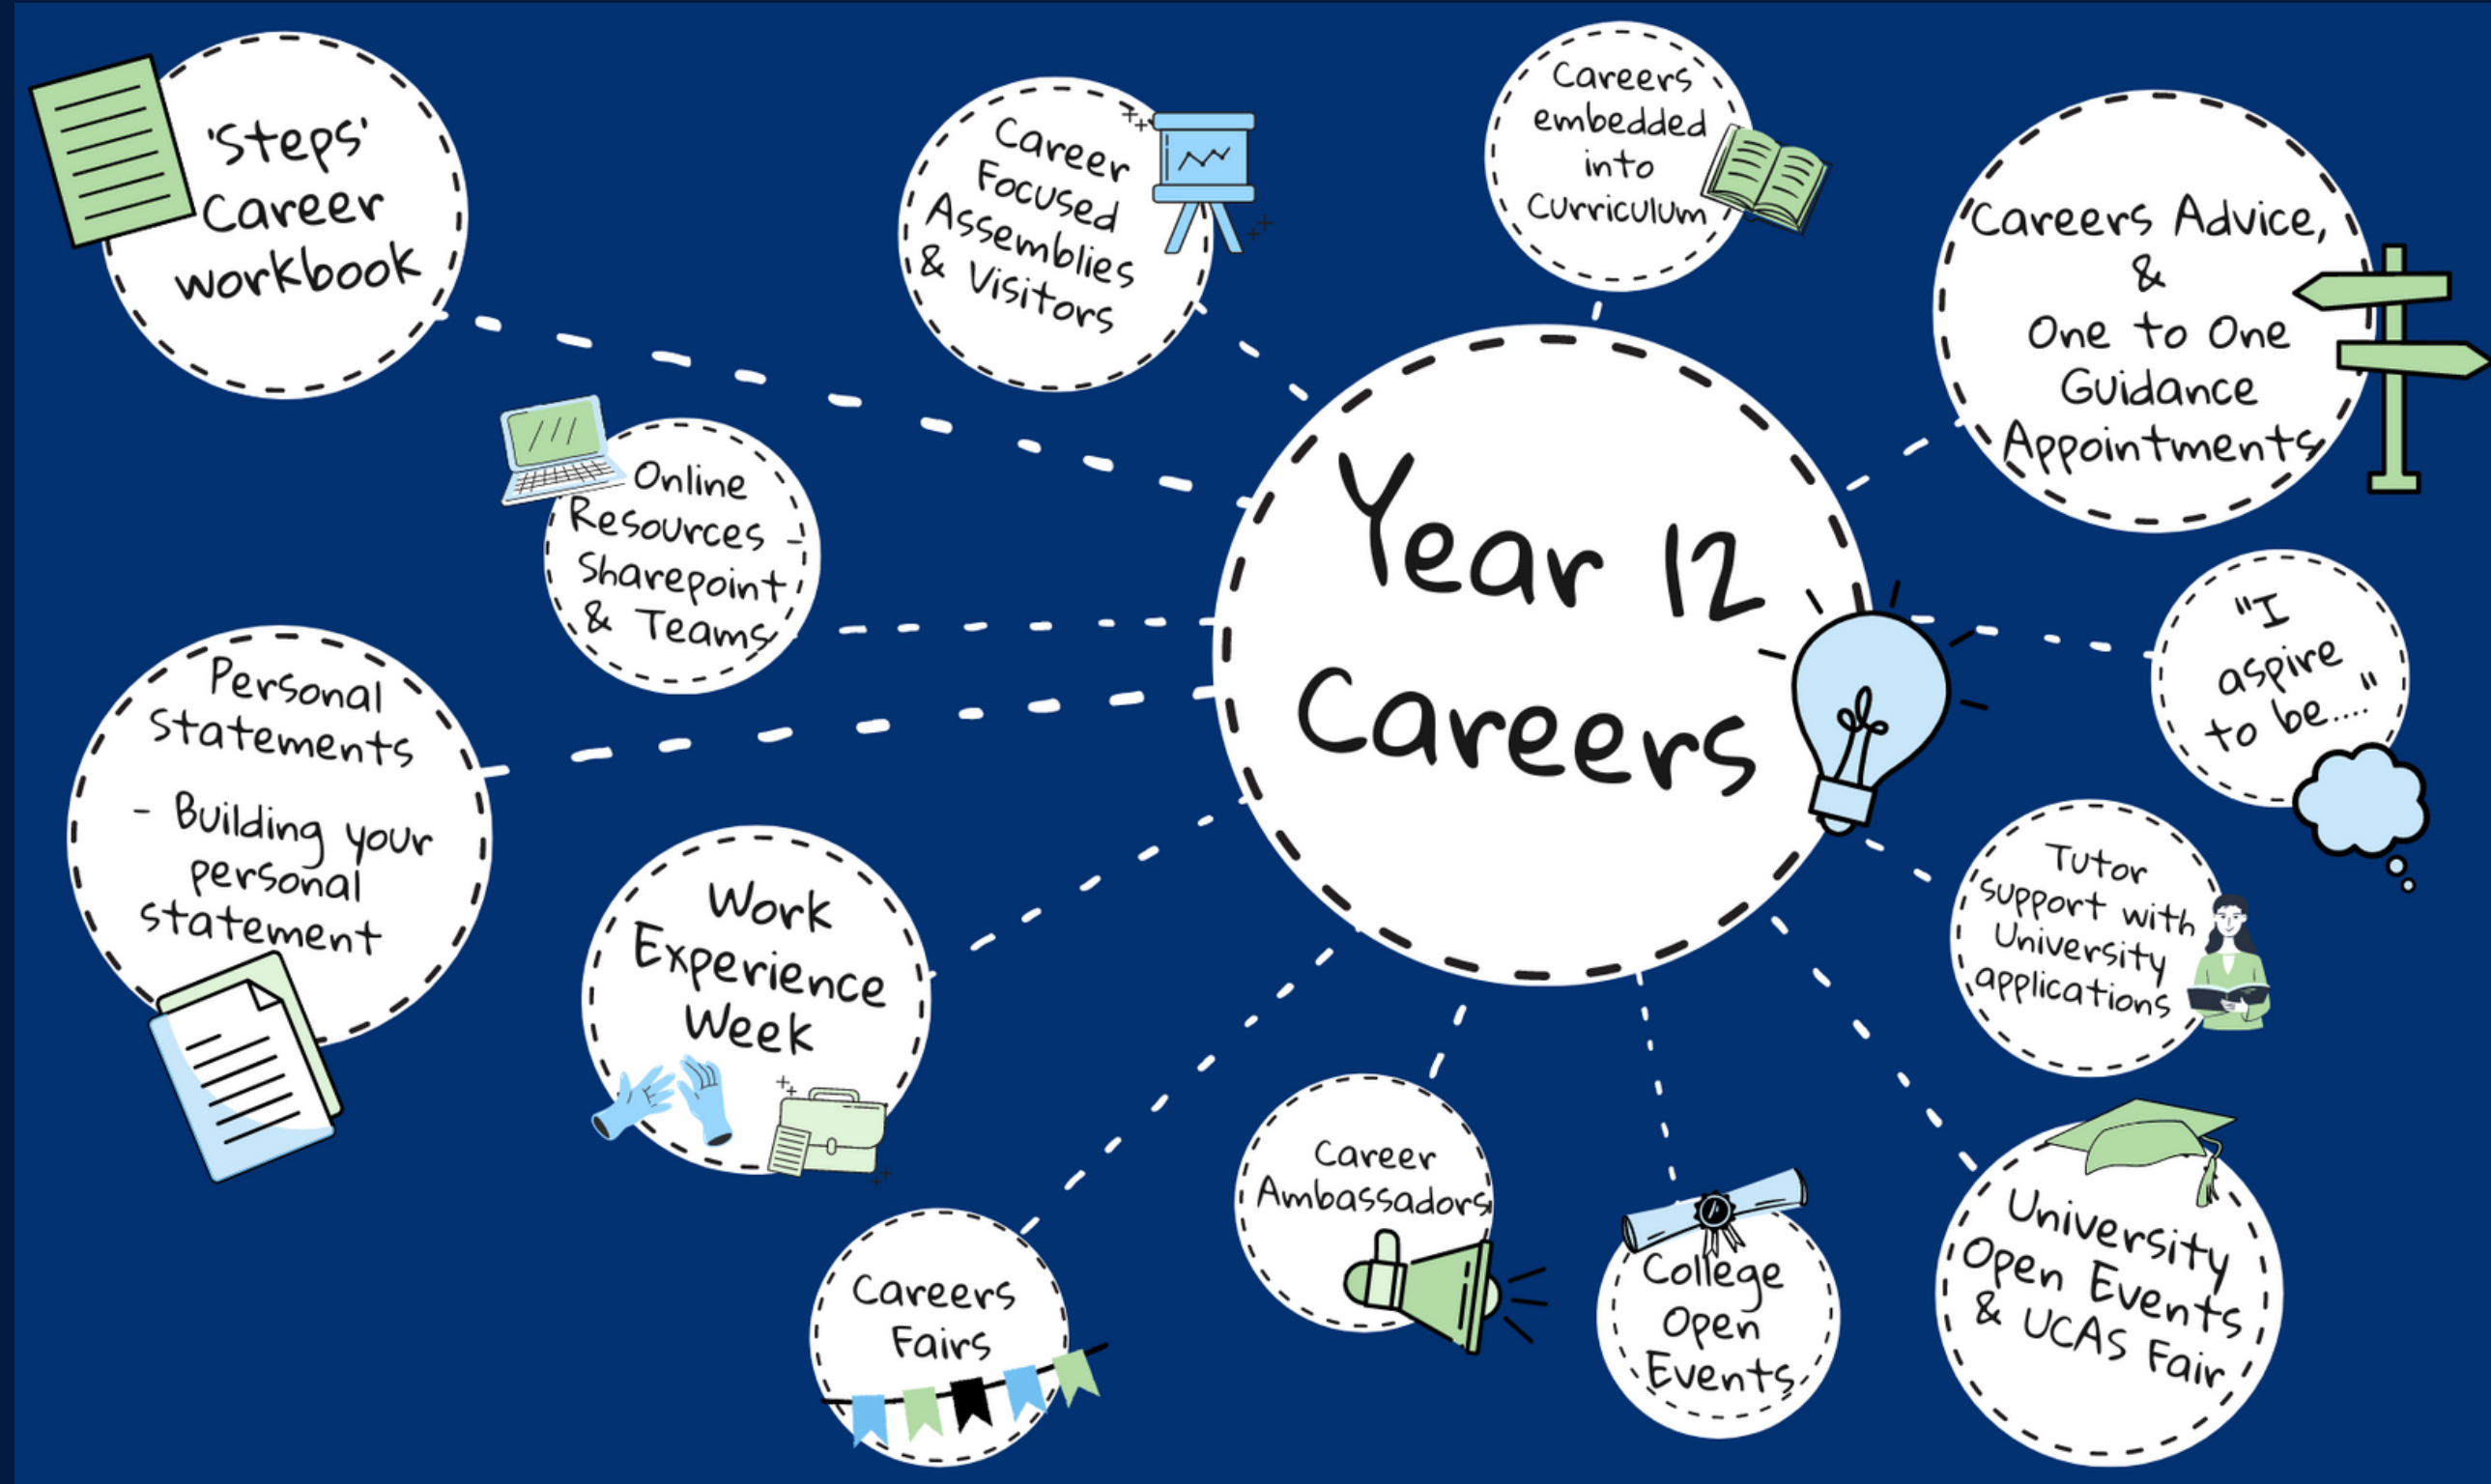 'Steps'
Career
workbook
Career
Focused
Assemblies
& Visitors
Careers
embedded
into
Curriculum
Careers Advice,
&
One to One
Guidance
Appointments
Online
Resources -
Sharepoint
& Teams
Year 12
Careers
"I
aspire
to be...."
Personal
Statements
- Building your
personal
statement
Work
Experience
Week
Tutor
support with
University
applications
Careers
Fairs
Career
Ambassadors
College
Open
Events
University
Open Events
& UCAS Fair